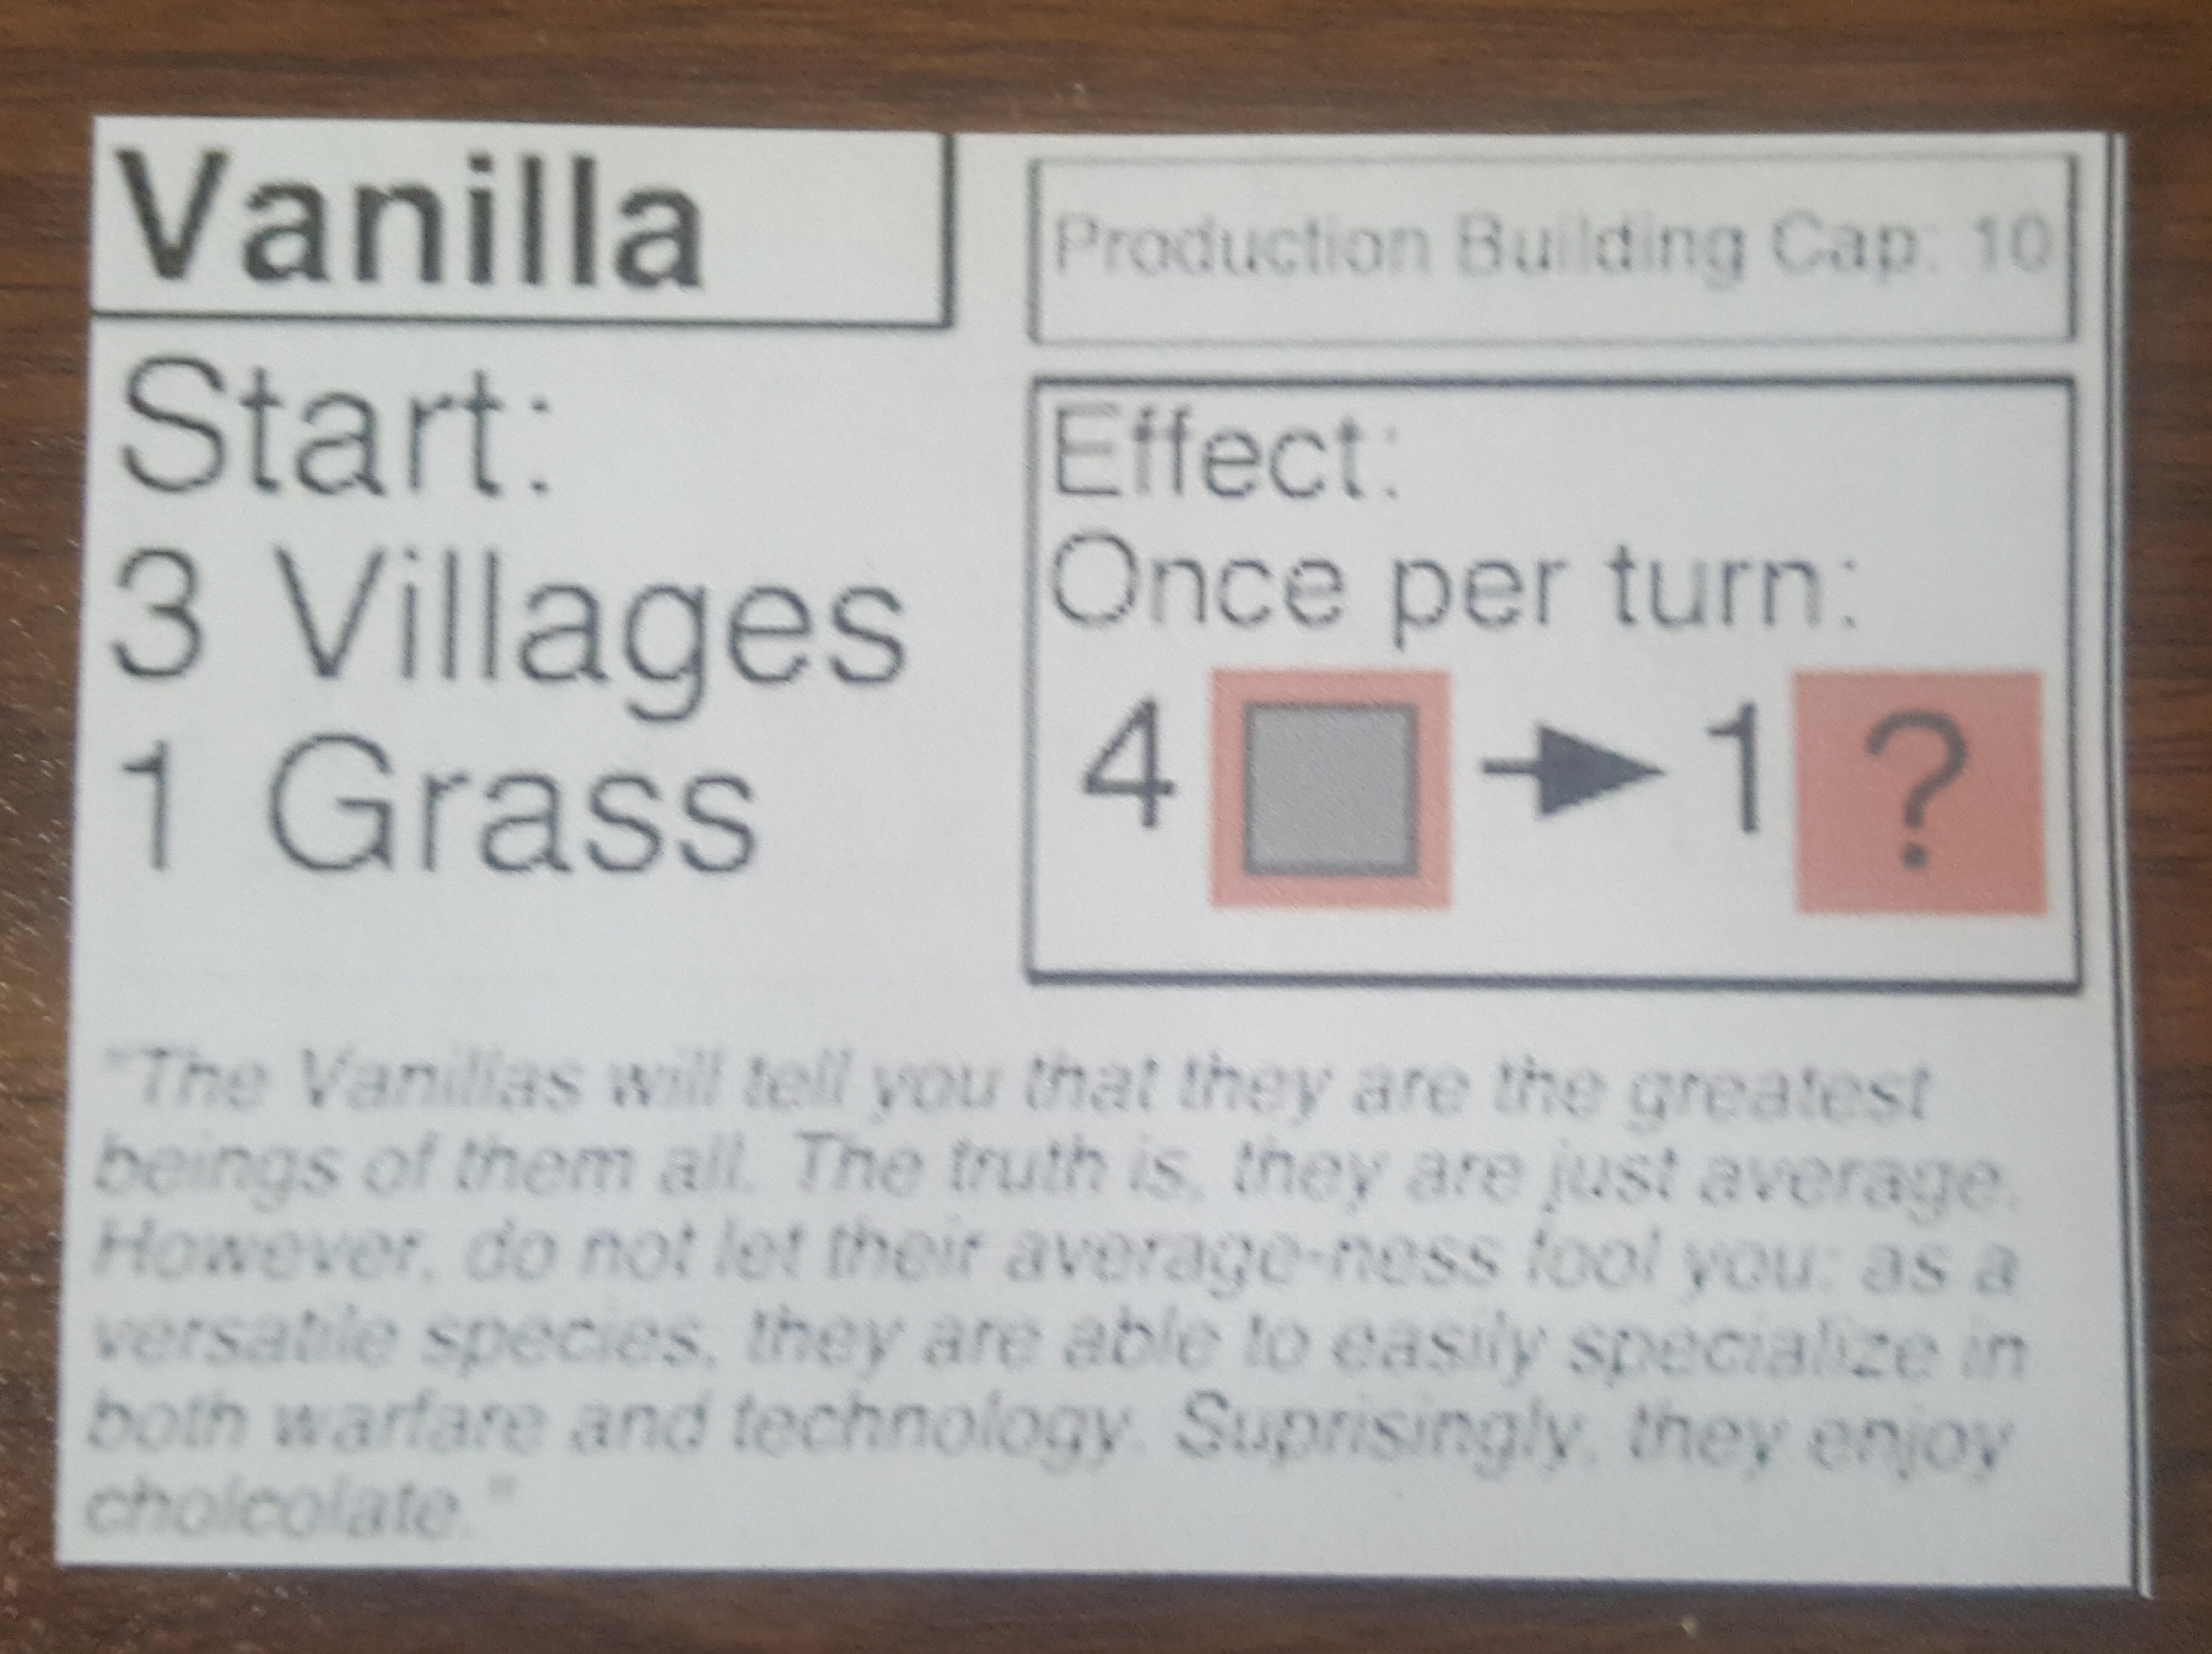 Vanilla
Production Building Cap: 10
Start:
3 Villages
1 Grass
Effect:
Once per turn:
4 → 1 ?
"The Vanillas will tell you that they are the greatest
beings of them all. The truth is, they are just average.
However, do not let their average-ness fool you: as a
versatile species, they are able to easily specialize in
both warfare and technology. Suprisingly, they enjoy
cholcolate."